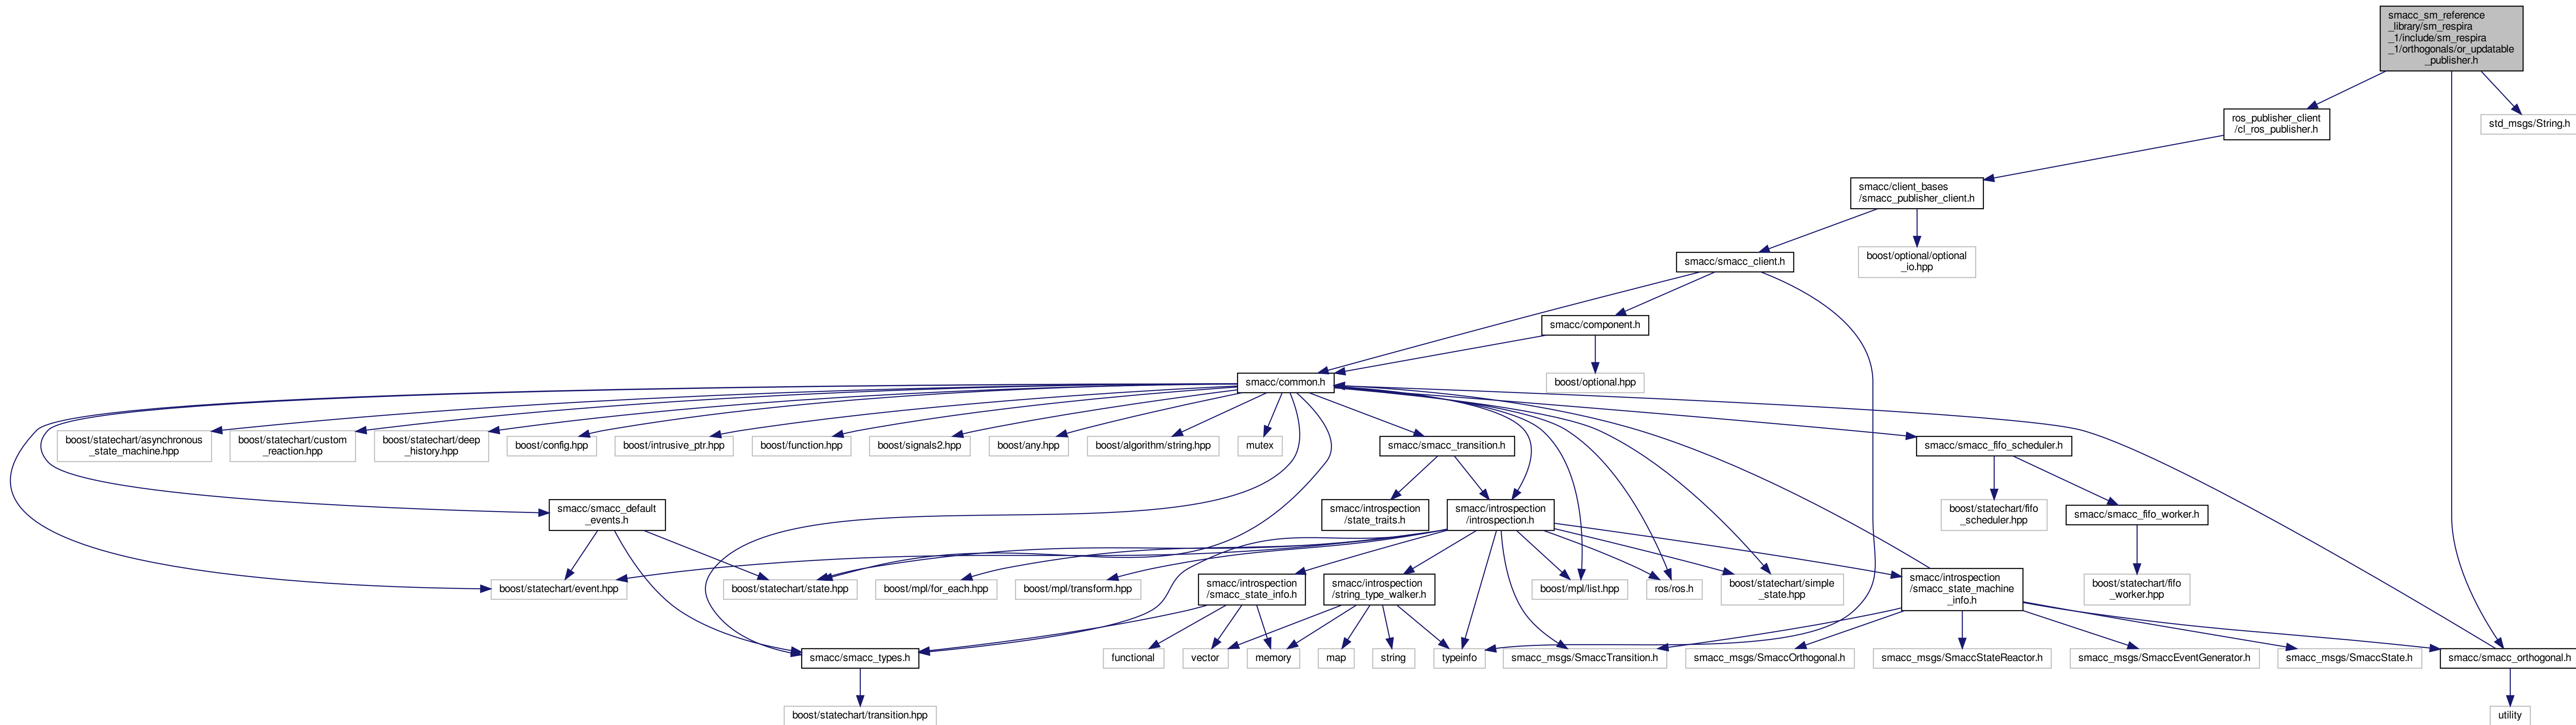 smacc_sm_reference
_library/sm_respira
_1/include/sm_respira
_1/orthogonals/or_updatable
_publisher.h
ros_publisher_client
/cl_ros_publisher.h
std_msgs/String.h
smacc/client_bases
/smacc_publisher_client.h
smacc/smacc_client.h
boost/optional/optional
_io.hpp
smacc/component.h
smacc/common.h
boost/optional.hpp
boost/statechart/asynchronous
_state_machine.hpp
boost/statechart/custom
_reaction.hpp
boost/statechart/deep
_history.hpp
boost/config.hpp
boost/intrusive_ptr.hpp
boost/function.hpp
boost/signals2.hpp
boost/any.hpp
boost/algorithm/string.hpp
mutex
smacc/smacc_transition.h
smacc/smacc_fifo_scheduler.h
smacc/smacc_default
_events.h
smacc/introspection
/state_traits.h
smacc/introspection
/introspection.h
boost/statechart/fifo
_scheduler.hpp
smacc/smacc_fifo_worker.h
boost/statechart/event.hpp
boost/statechart/state.hpp
boost/mpl/for_each.hpp
boost/mpl/transform.hpp
smacc/introspection
/smacc_state_info.h
smacc/introspection
/string_type_walker.h
boost/mpl/list.hpp
ros/ros.h
boost/statechart/simple
_state.hpp
smacc/introspection
/smacc_state_machine
_info.h
boost/statechart/fifo
_worker.hpp
smacc/smacc_types.h
functional
vector
memory
map
string
typeinfo
smacc_msgs/SmaccTransition.h
smacc_msgs/SmaccOrthogonal.h
smacc_msgs/SmaccStateReactor.h
smacc_msgs/SmaccEventGenerator.h
smacc_msgs/SmaccState.h
smacc/smacc_orthogonal.h
boost/statechart/transition.hpp
utility